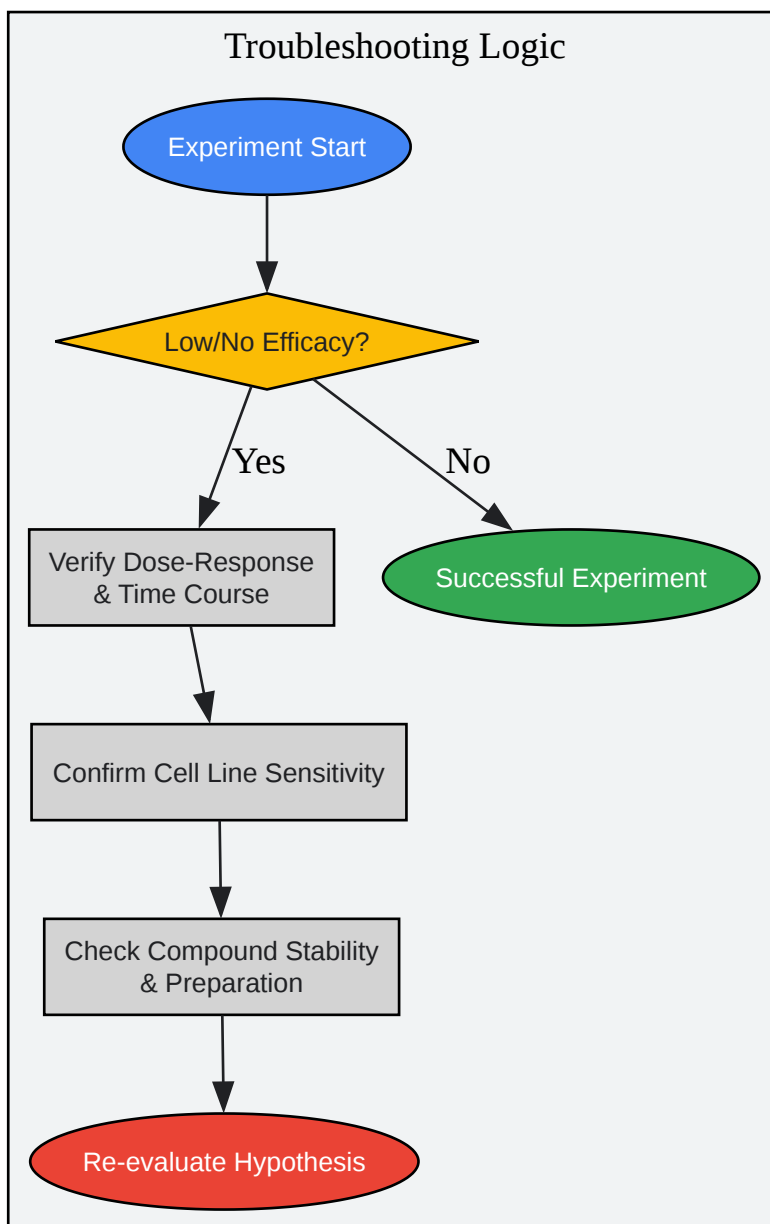 Troubleshooting Logic
Experiment Start
Low/No Efficacy?
Yes
No
Verify Dose-Response
& Time Course
Successful Experiment
Confirm Cell Line Sensitivity
Check Compound Stability
& Preparation
Re-evaluate Hypothesis